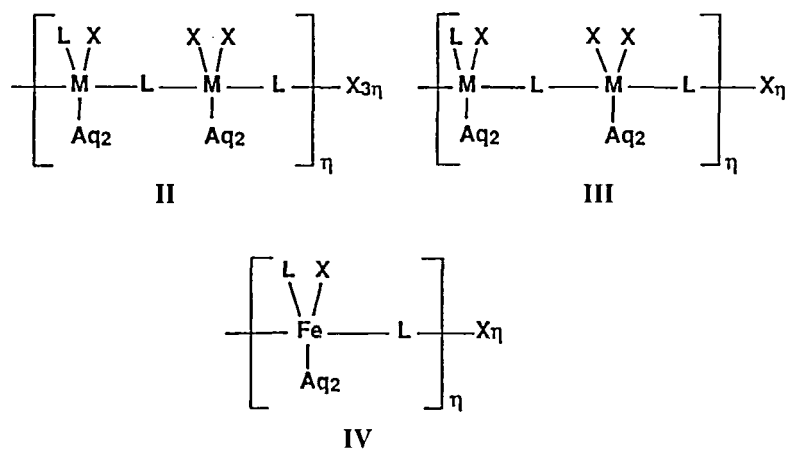 L X X X L X X X
M L M L X3η M L M L Xη
Aq2 Aq2 η Aq2 Aq2 η
II III
L X
Fe L Xη
Aq2 η
IV